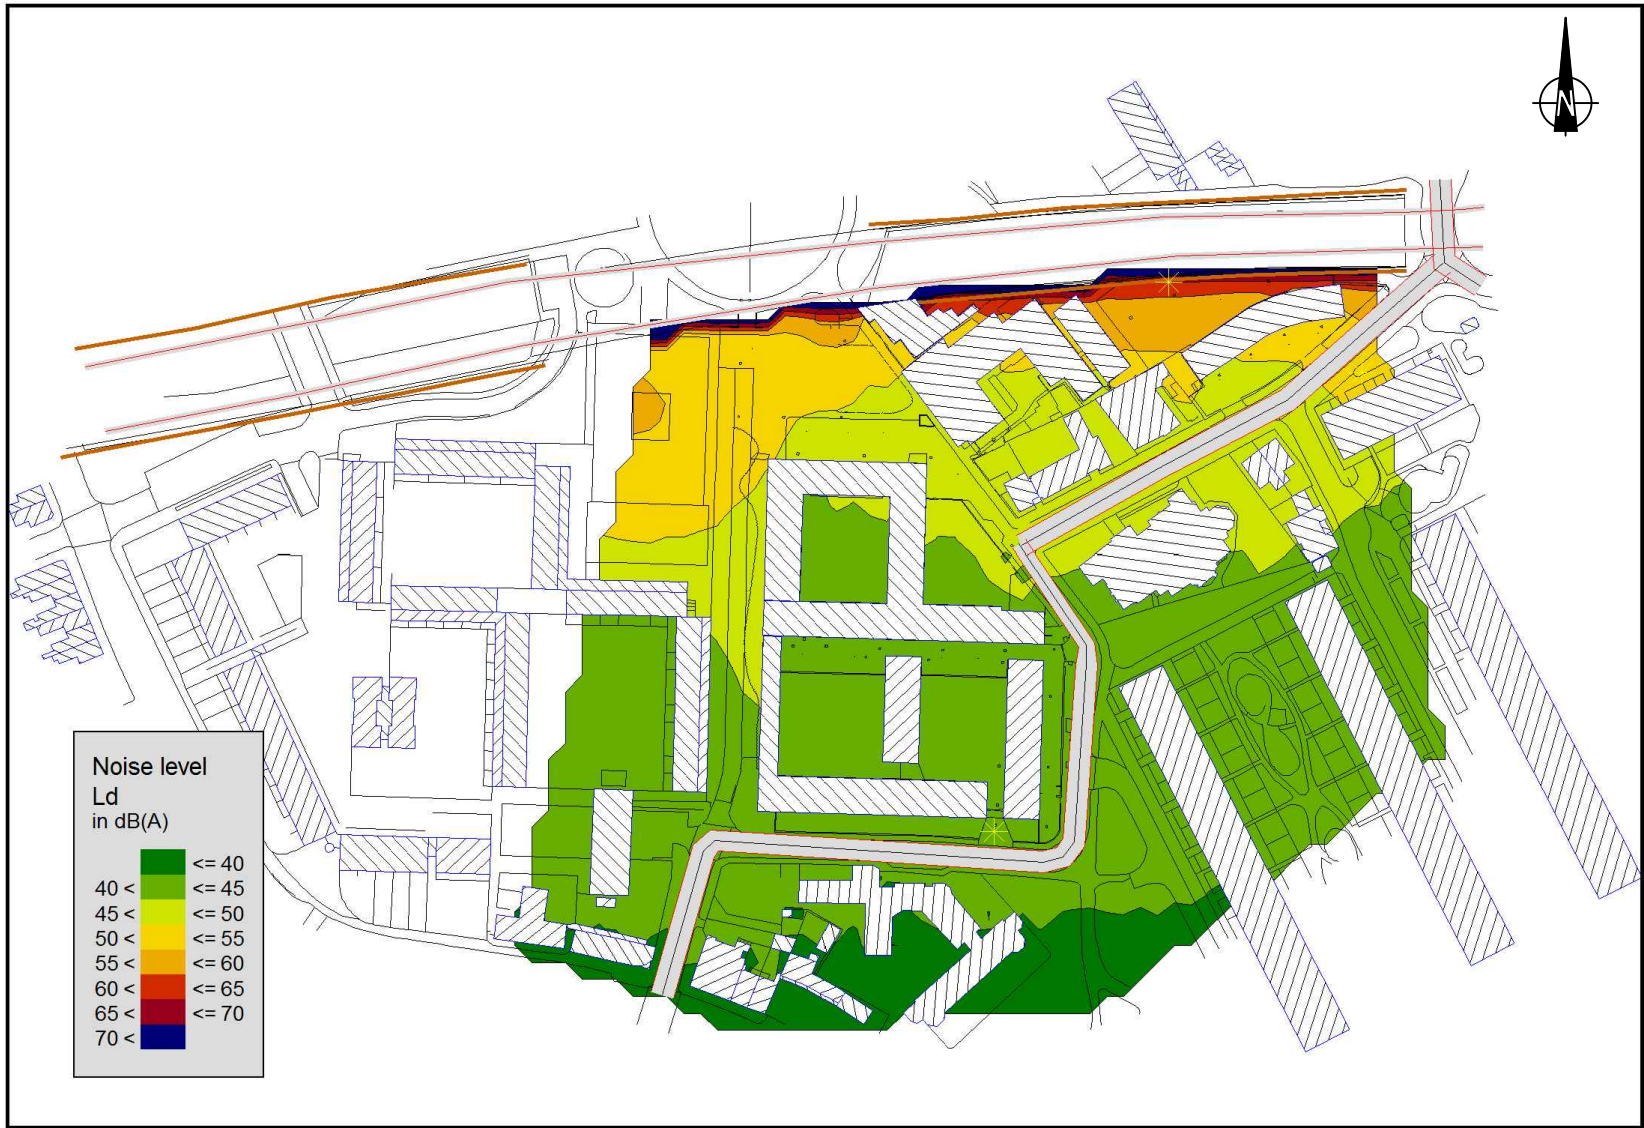 N
Noise level
Ld
in dB(A)
<= 40
40 < <= 45
45 < <= 50
50 < <= 55
55 < <= 60
60 < <= 65
65 < <= 70
70 <